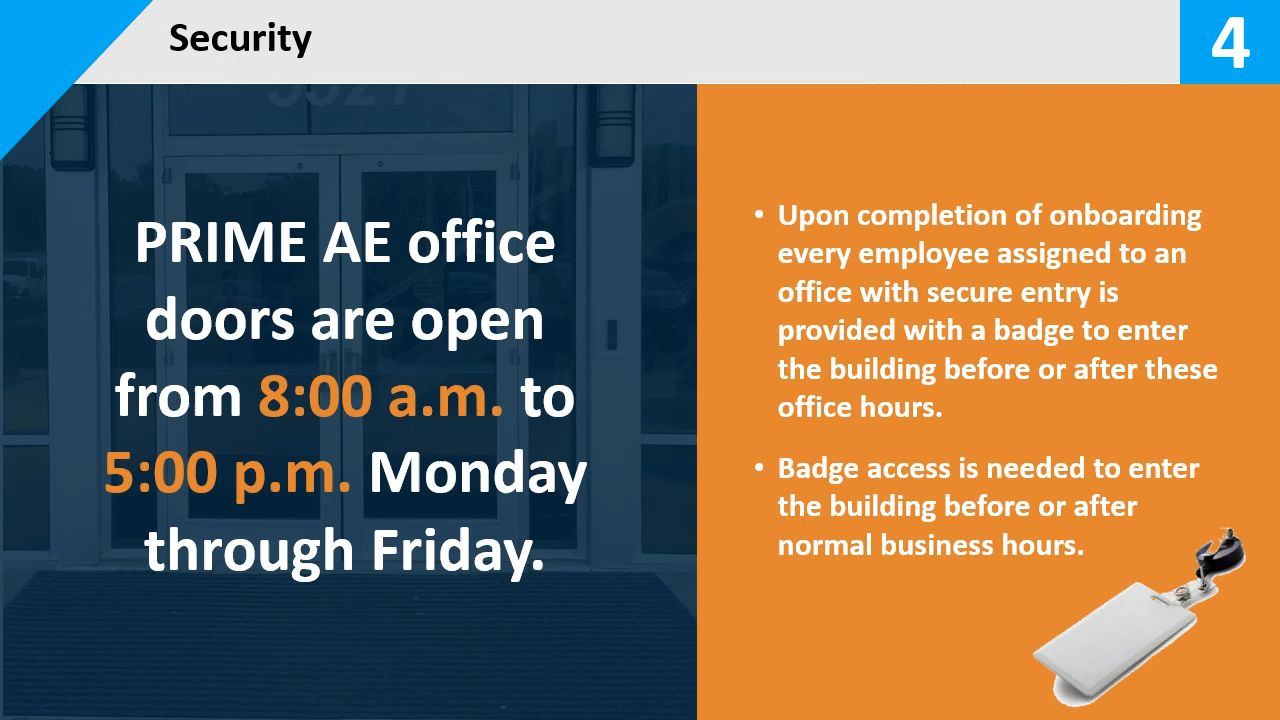 Security
4
PRIME AE office
doors are open
from 8:00 a.m. to
5:00 p.m. Monday
through Friday.
• Upon completion of onboarding
every employee assigned to an
office with secure entry is
provided with a badge to enter
the building before or after these
office hours.
• Badge access is needed to enter
the building before or after
normal business hours.